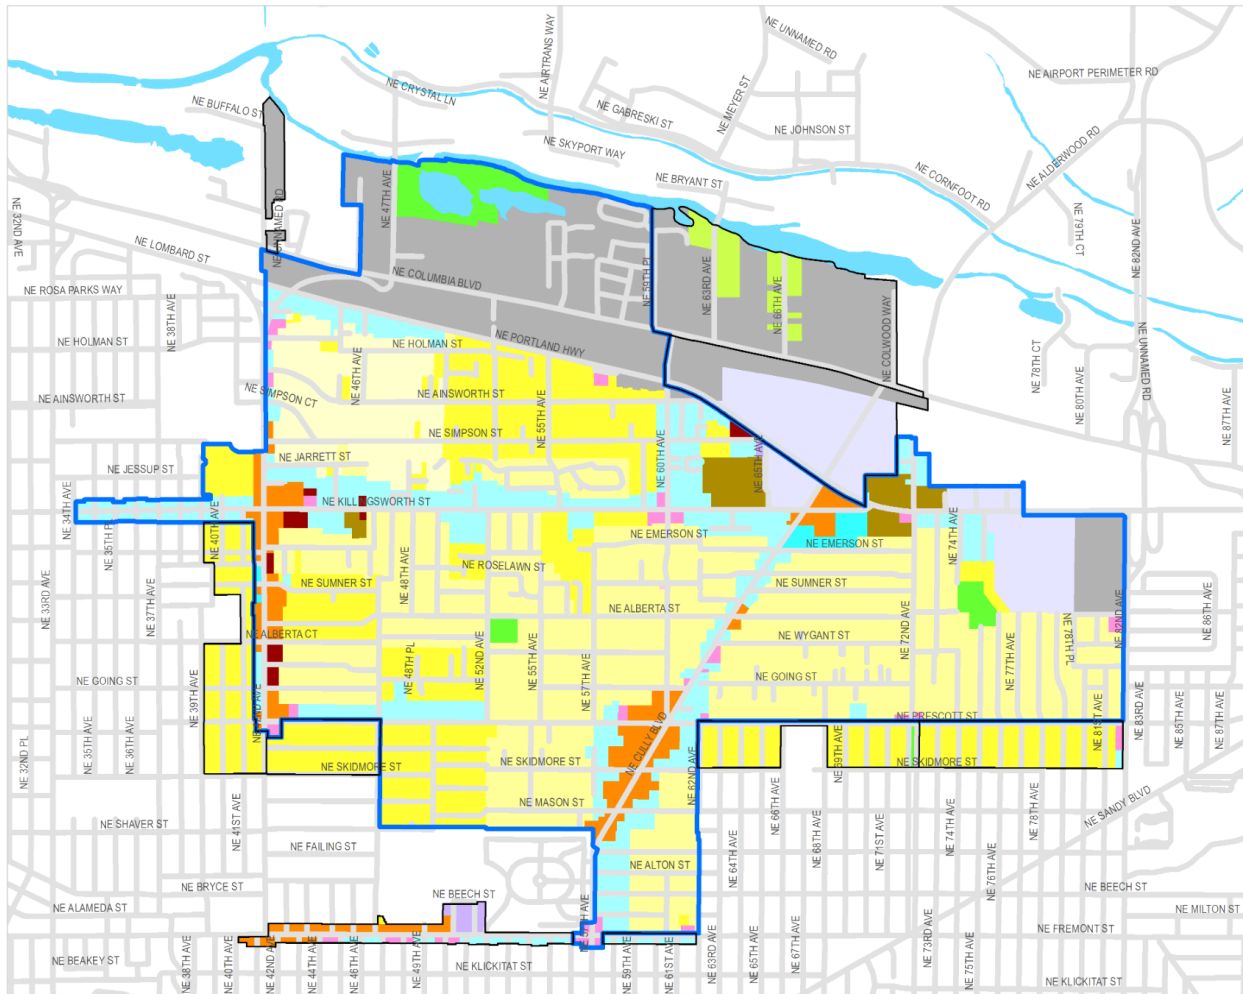 NE UNNAMED RD
NE AIRTRANS WAY
NE AIRPORT PERIMETER RD
NE CRYSTAL LN
NE MEYER ST
NE BUFFALO ST
NE GABRESKI ST
NE JOHNSON ST
NE ALDERWOOD RD
NE SKYPORT WAY
NE CORNFOOT RD
NE BRYANT ST
NE 47TH AVE
NE 32ND AVE
NE UNNAMED RD
NE 79TH CT
NE 82ND AVE
NE LOMBARD ST
NE COLUMBIA BLVD
NE 59TH PL
NE 63RD AVE
NE 66TH AVE
NE ROSA PARKS WAY
NE 38TH AVE
NE COLWOOD WAY
NE HOLMAN ST
NE HOLMAN ST
NE PORTLAND HWY
NE UNNAMED RD
NE 78TH CT
NE 46TH AVE
NE SIMPSON CT
NE AINSWORTH ST
NE AINSWORTH ST
NE 80TH AVE
NE 87TH AVE
NE 55TH AVE
NE SIMPSON ST
NE 60TH AVE
NE 65TH AVE
NE JARRETT ST
NE JESSUP ST
NE KILLINGSWORTH ST
NE 34TH AVE
NE 35TH PL
NE 40TH AVE
NE EMERSON ST
NE EMERSON ST
NE 74TH AVE
NE 48TH AVE
NE ROSELAWN ST
NE SUMNER ST
NE SUMNER ST
NE 33RD AVE
NE 37TH AVE
NE ALBERTA ST
NE 72ND AVE
NE 82ND AVE
NE 86TH AVE
NE ALBERTA CT
NE WYGANT ST
NE 78TH PL
NE 48TH PL
NE 52ND AVE
NE 55TH AVE
NE 57TH AVE
NE 77TH AVE
NE GOING ST
NE GOING ST
NE 39TH AVE
NE PRESCOTT ST
NE 81ST AVE
NE 83RD AVE
NE 85TH AVE
NE 87TH AVE
NE 32ND PL
NE 35TH AVE
NE 36TH AVE
NE SKIDMORE ST
NE SKIDMORE ST
NE CULLY BLVD
NE 62ND AVE
NE 69TH AVE
NE SKIDMORE ST
NE MASON ST
NE SANDY BLVD
NE SHAVER ST
NE 41ST AVE
NE 66TH AVE
NE 68TH AVE
NE 71ST AVE
NE 74TH AVE
NE 78TH AVE
NE FAILING ST
NE ALTON ST
NE 64TH AVE
NE 76TH AVE
NE BRYCE ST
NE BEECH ST
NE BEECH ST
NE ALAMEDA ST
NE MILTON ST
NE 57TH AVE
NE FREMONT ST
NE BEAKEY ST
NE 38TH AVE
NE 40TH AVE
NE 42ND AVE
NE 44TH AVE
NE 46TH AVE
NE 49TH AVE
NE KLICKITAT ST
NE 59TH AVE
NE 61ST AVE
NE 63RD AVE
NE 65TH AVE
NE 67TH AVE
NE 73RD AVE
NE 75TH AVE
NE KLICKITAT ST